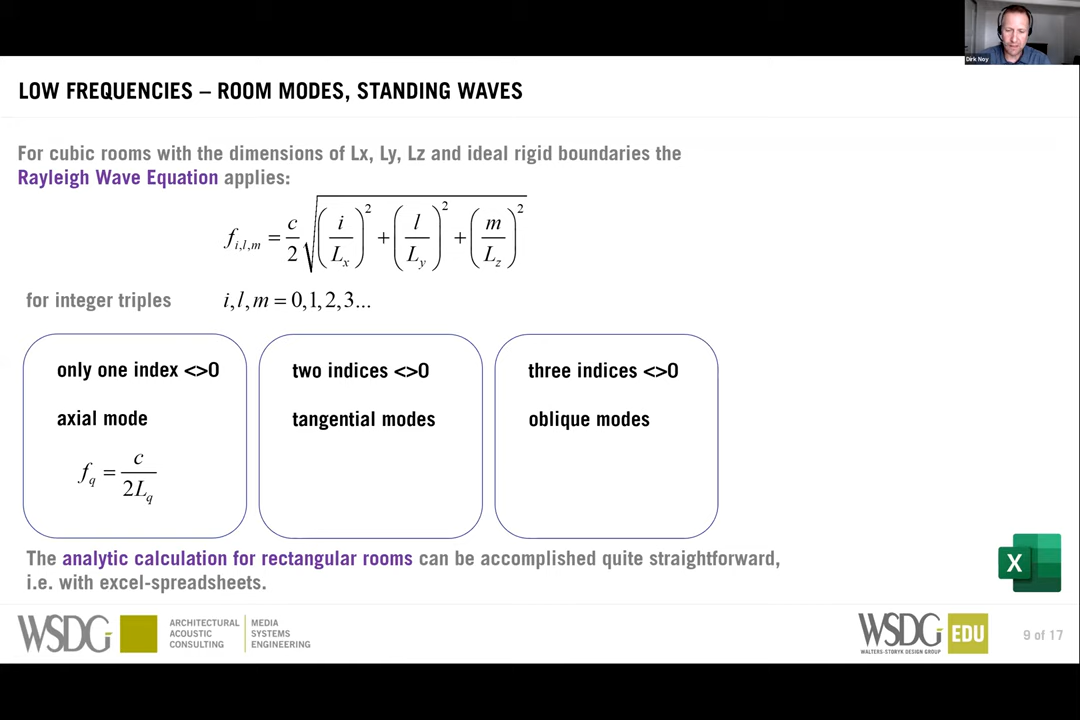 Dirk Noy
LOW FREQUENCIES – ROOM MODES, STANDING WAVES
For cubic rooms with the dimensions of Lx, Ly, Lz and ideal rigid boundaries the
Rayleigh Wave Equation applies:
f_{i,l,m} = c/2 √((i/L_x)^2 + (l/L_y)^2 + (m/L_z)^2)
for integer triples i,l,m = 0,1,2,3...
only one index <>0
axial mode
f_q = c/2L_q
two indices <>0
tangential modes
three indices <>0
oblique modes
The analytic calculation for rectangular rooms can be accomplished quite straightforward,
i.e. with excel-spreadsheets.
X
WSDG
ARCHITECTURAL
ACOUSTIC
CONSULTING
MEDIA
SYSTEMS
ENGINEERING
WSDG EDU
WALTERS-STORYK DESIGN GROUP
9 of 17